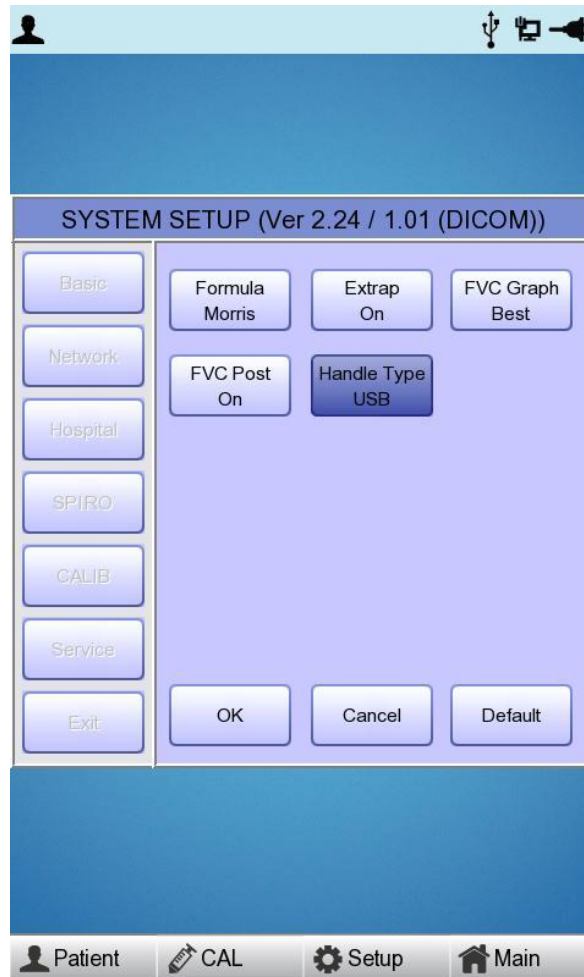 SYSTEM SETUP (Ver 2.24 / 1.01 (DICOM))
Basic
Network
Hospital
SPIRO
CALIB
Service
Exit
Formula
Morris
Extrap
On
FVC Graph
Best
FVC Post
On
Handle Type
USB
OK
Cancel
Default
Patient
CAL
Setup
Main